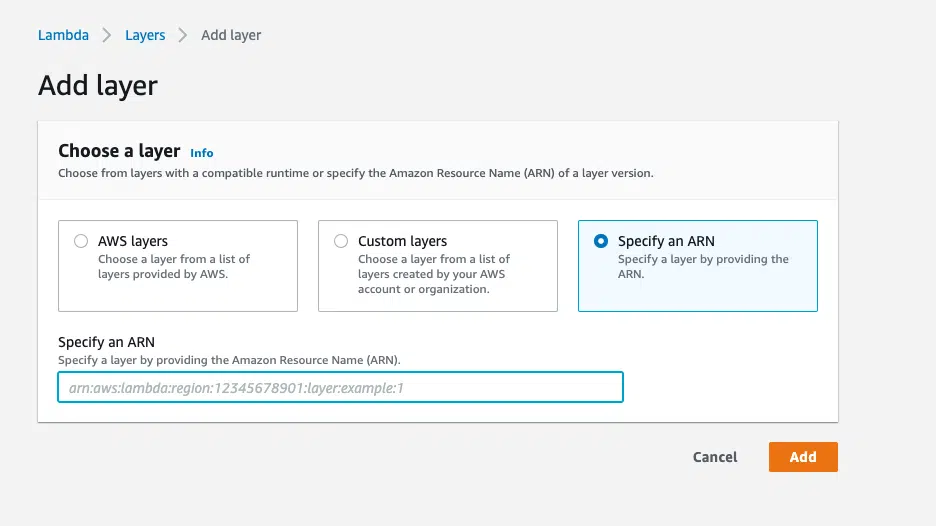 Lambda > Layers > Add layer
Add layer
Choose a layer Info
Choose from layers with a compatible runtime or specify the Amazon Resource Name (ARN) of a layer version.
AWS layers
Choose a layer from a list of
layers provided by AWS.
Custom layers
Choose a layer from a list of
layers created by your AWS
account or organization.
Specify an ARN
Specify a layer by providing the
ARN.
Specify an ARN
Specify a layer by providing the Amazon Resource Name (ARN).
arn:aws:lambda:region:12345678901:layer:example:1
Cancel Add